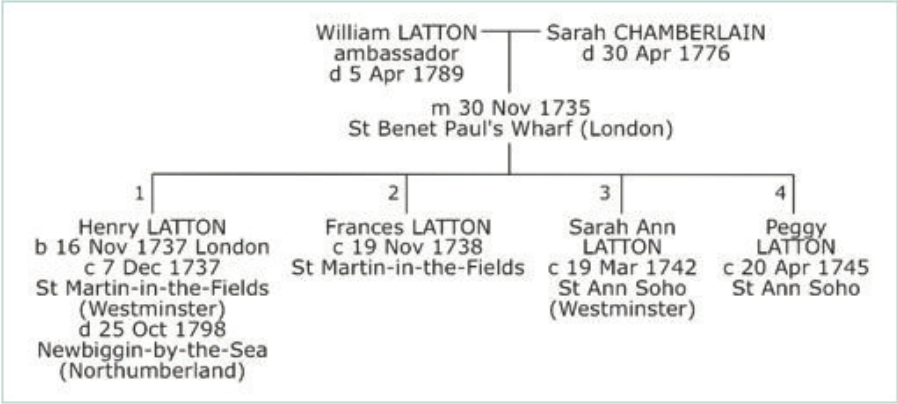 William LATTON
ambassador
d 5 Apr 1789
Sarah CHAMBERLAIN
d 30 Apr 1776
m 30 Nov 1735
St Benet Paul's Wharf (London)
1
Henry LATTON
b 16 Nov 1737 London
c 7 Dec 1737
St Martin-in-the-Fields
(Westminster)
d 25 Oct 1798
Newbiggin-by-the-Sea
(Northumberland)
2
Frances LATTON
c 19 Nov 1738
St Martin-in-the-Fields
3
Sarah Ann
LATTON
c 19 Mar 1742
St Ann Soho
(Westminster)
4
Peggy
LATTON
c 20 Apr 1745
St Ann Soho